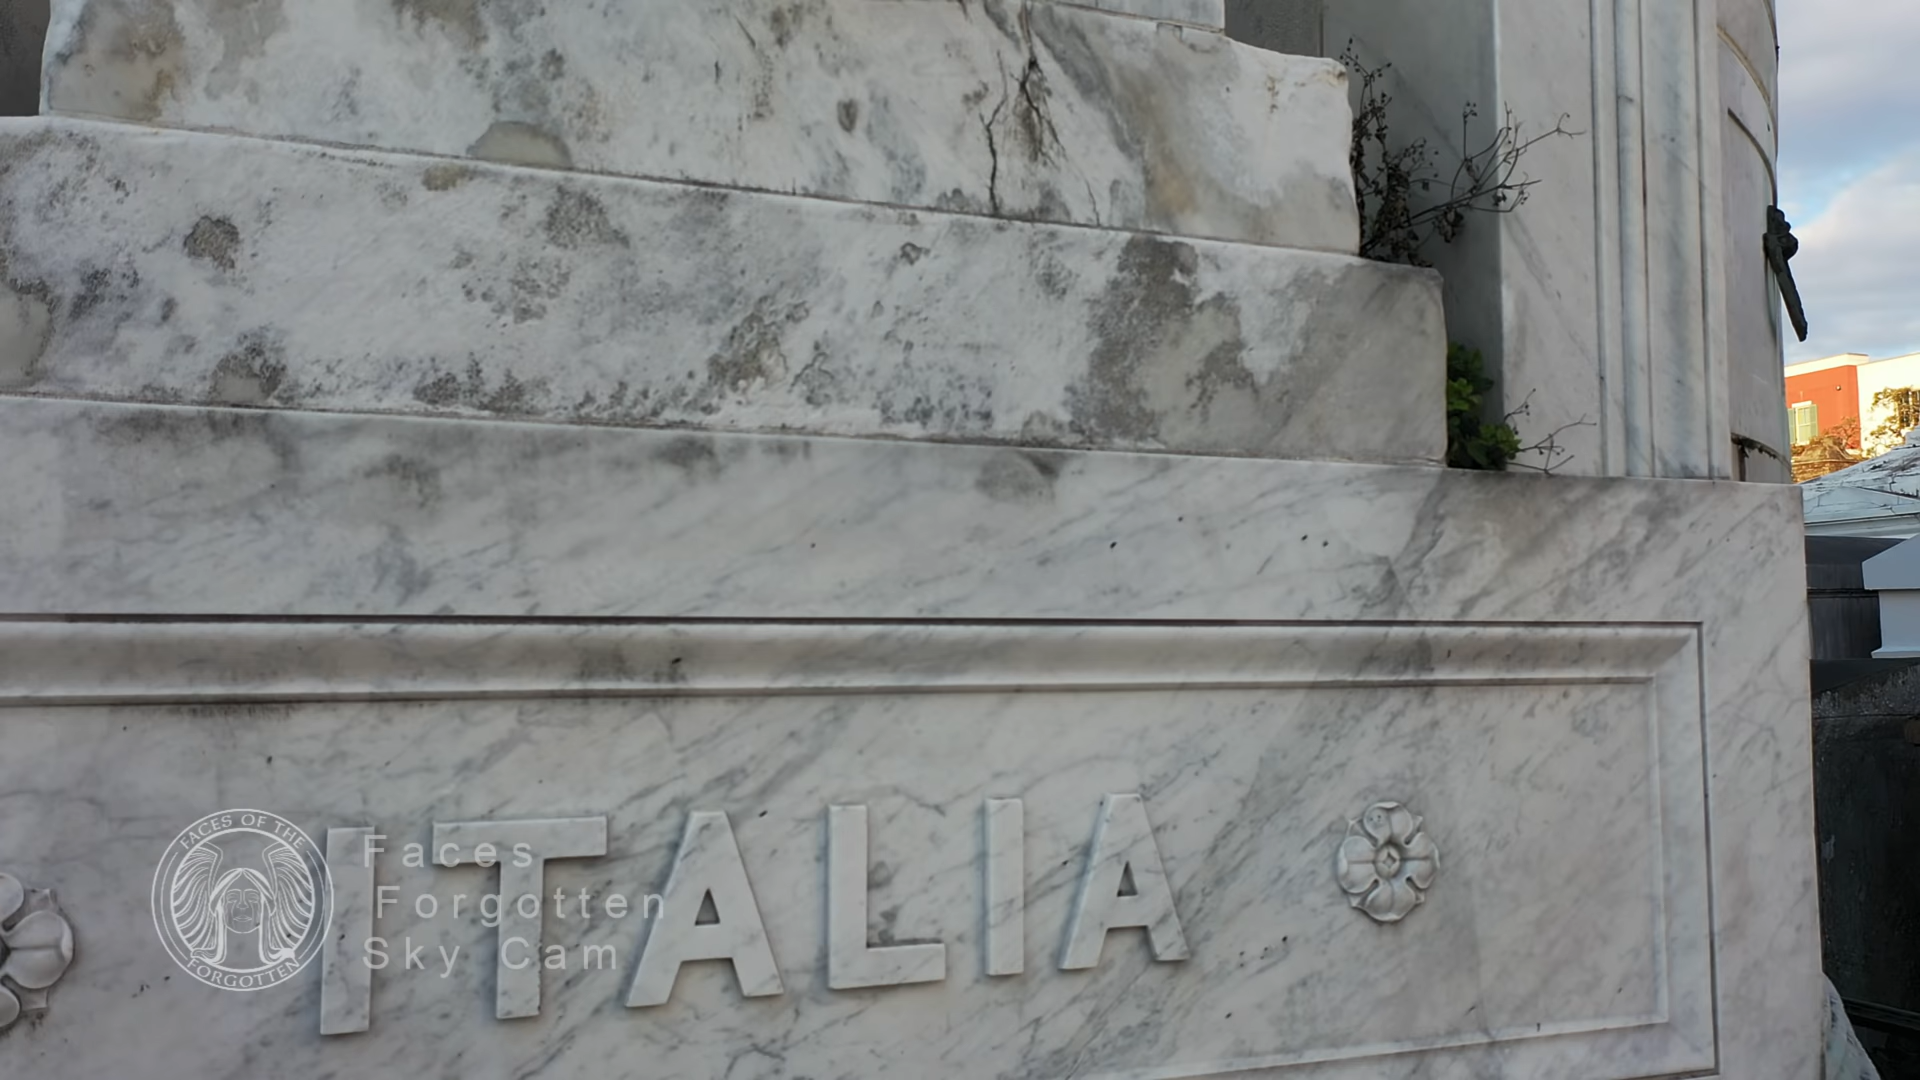 ITALIA
FACES OF THE
FORGOTTEN
Faces
Forgotten
Sky Cam